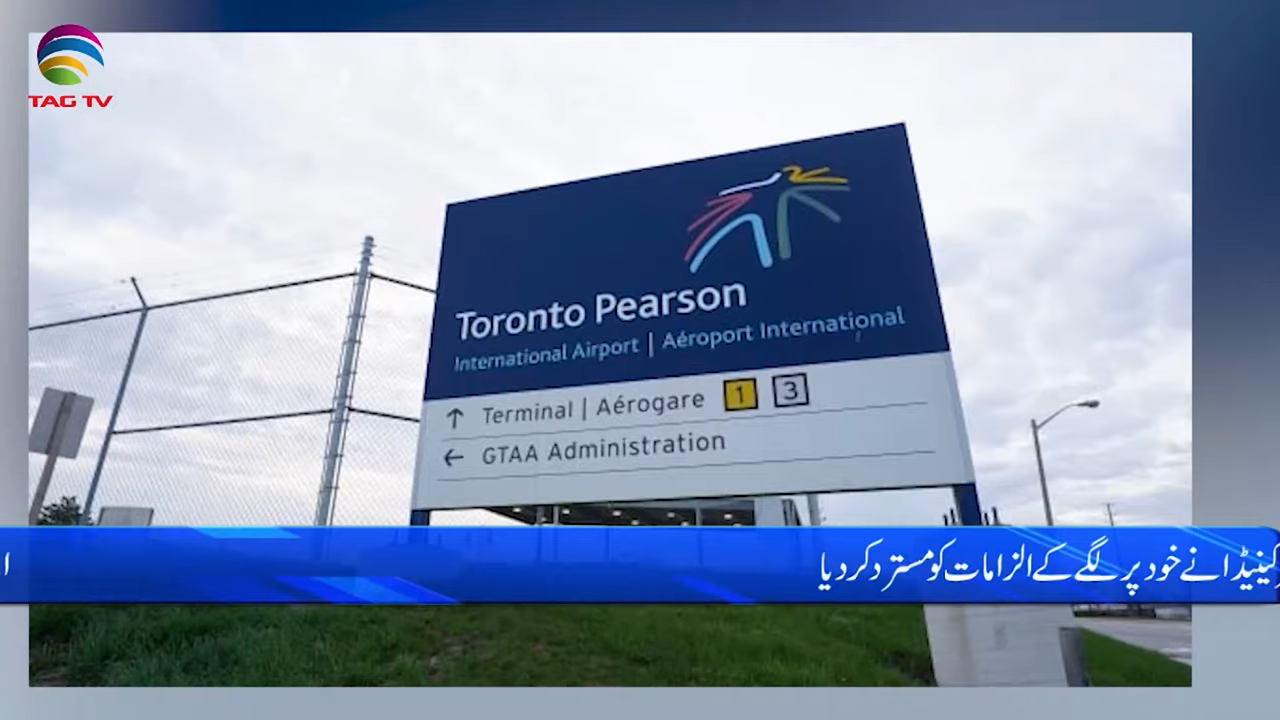 TAG TV
Toronto Pearson
International Airport | Aéroport International
↑ Terminal | Aérogare 1 3
← GTAA Administration
کینیڈا نے خود پر لگے کے الزامات کو مسترد کر دیا